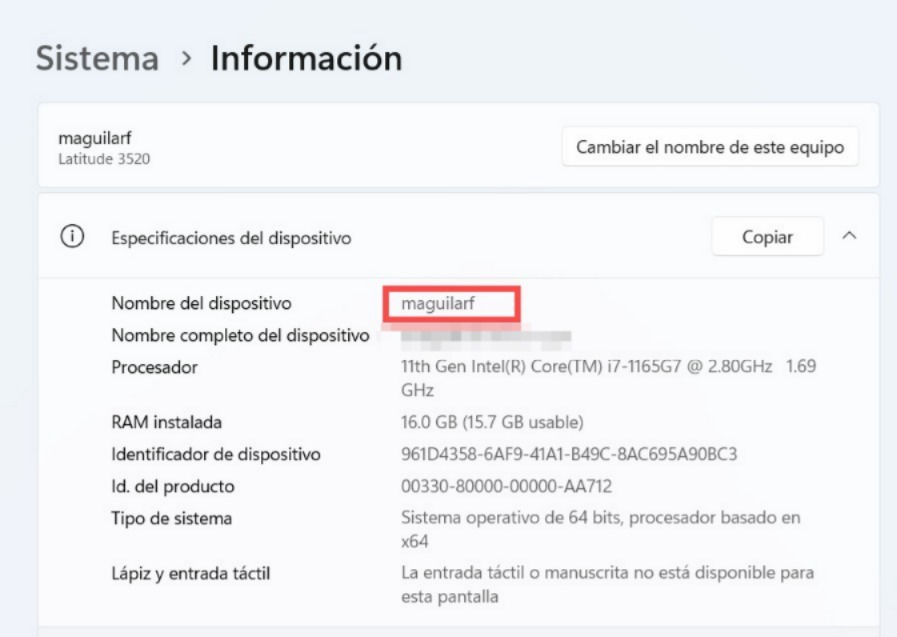 Sistema > Información
maguilarf
Latitude 3520
Cambiar el nombre de este equipo
Especificaciones del dispositivo
Copiar
Nombre del dispositivo maguilarf
Nombre completo del dispositivo
Procesador 11th Gen Intel(R) Core(TM) i7-1165G7 @ 2.80GHz 1.69
GHz
RAM instalada 16.0 GB (15.7 GB usable)
Identificador de dispositivo 961D4358-6AF9-41A1-B49C-8AC695A90BC3
Id. del producto 00330-80000-00000-AA712
Tipo de sistema Sistema operativo de 64 bits, procesador basado en
x64
Lápiz y entrada táctil La entrada táctil o manuscrita no está disponible para
esta pantalla